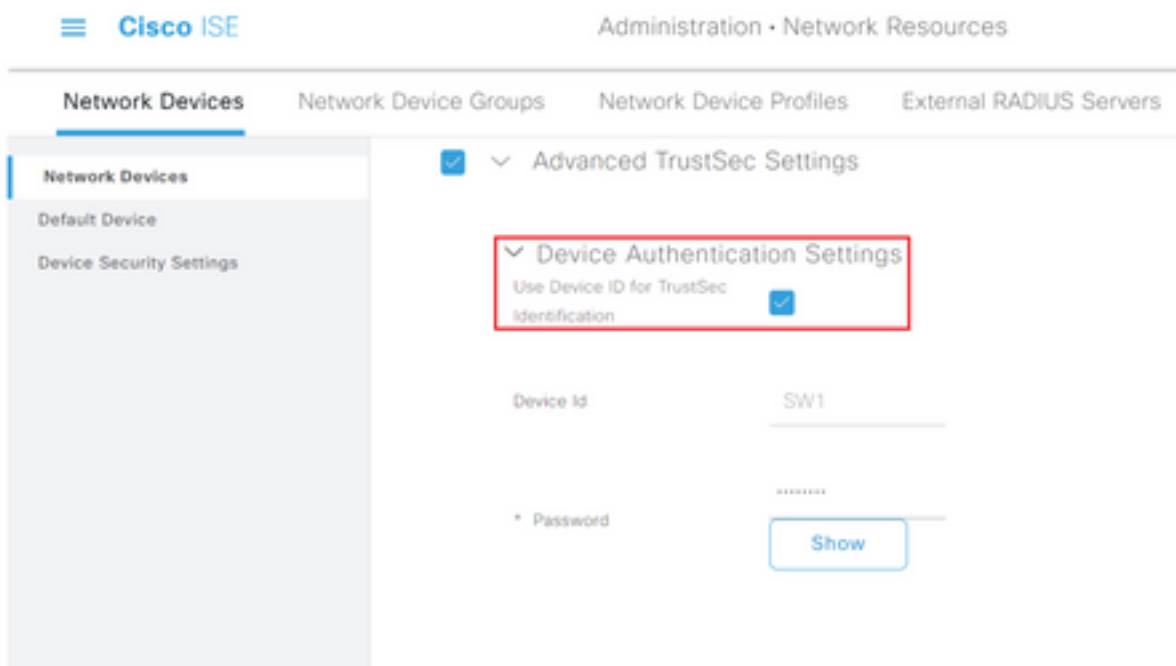 Cisco ISE
Administration • Network Resources
Network Devices
Network Device Groups
Network Device Profiles
External RADIUS Servers
Network Devices
Default Device
Device Security Settings
Advanced TrustSec Settings
Device Authentication Settings
Use Device ID for TrustSec
Identification
Device Id
SW1
* Password
........
Show